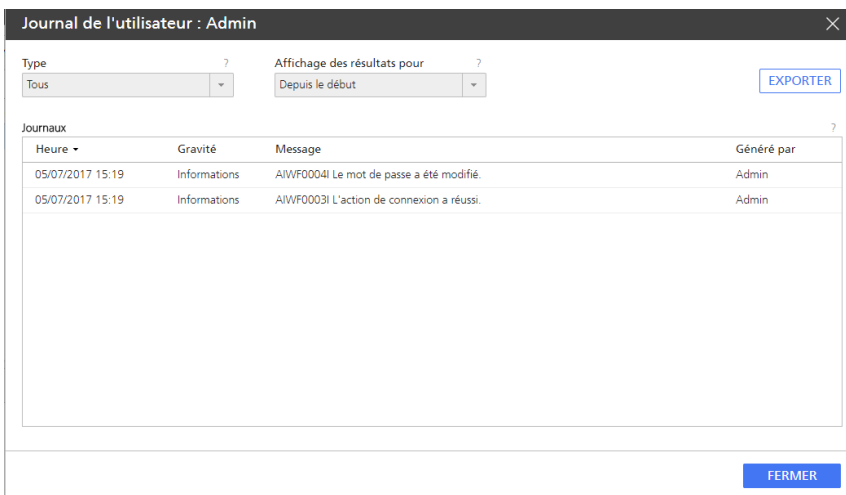 Journal de l'utilisateur : Admin
Type ? Affichage des résultats pour ?
Tous Depuis le début EXPORTER
Journaux ?
Heure Gravité Message Généré par
05/07/2017 15:19 Informations AIWF0004I Le mot de passe a été modifié. Admin
05/07/2017 15:19 Informations AIWF0003I L'action de connexion a réussi. Admin
FERMER